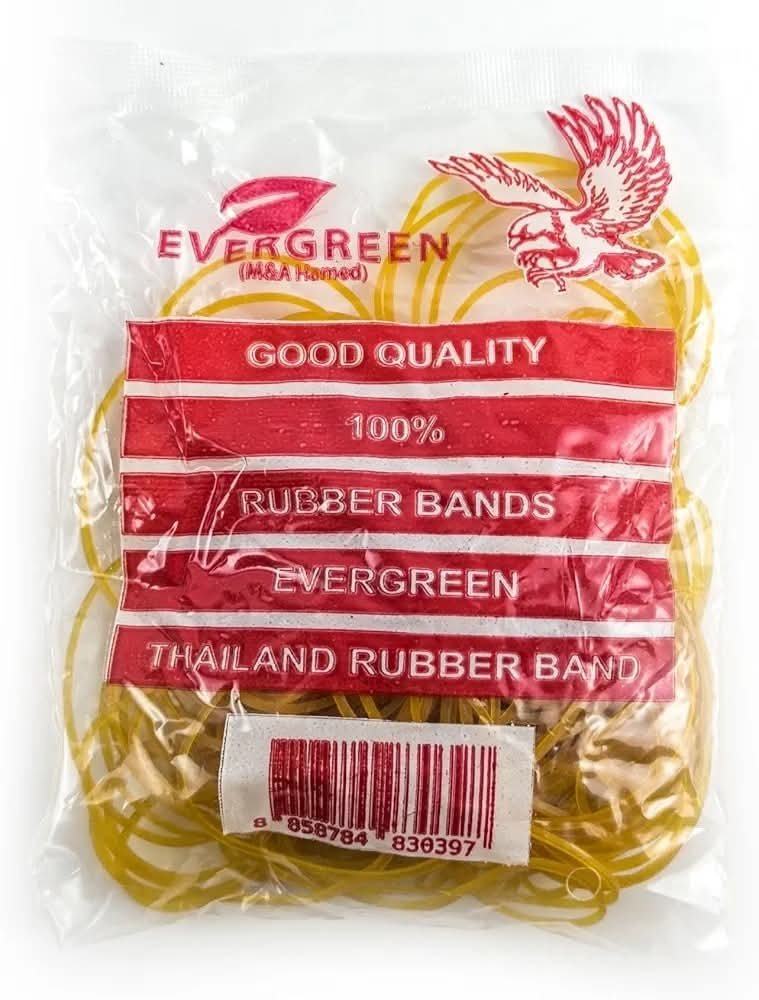 EVERGREEN
(M&A Hamed)
GOOD QUALITY
100%
RUBBER BANDS
EVERGREEN
THAILAND RUBBER BAND
8 858784 830397